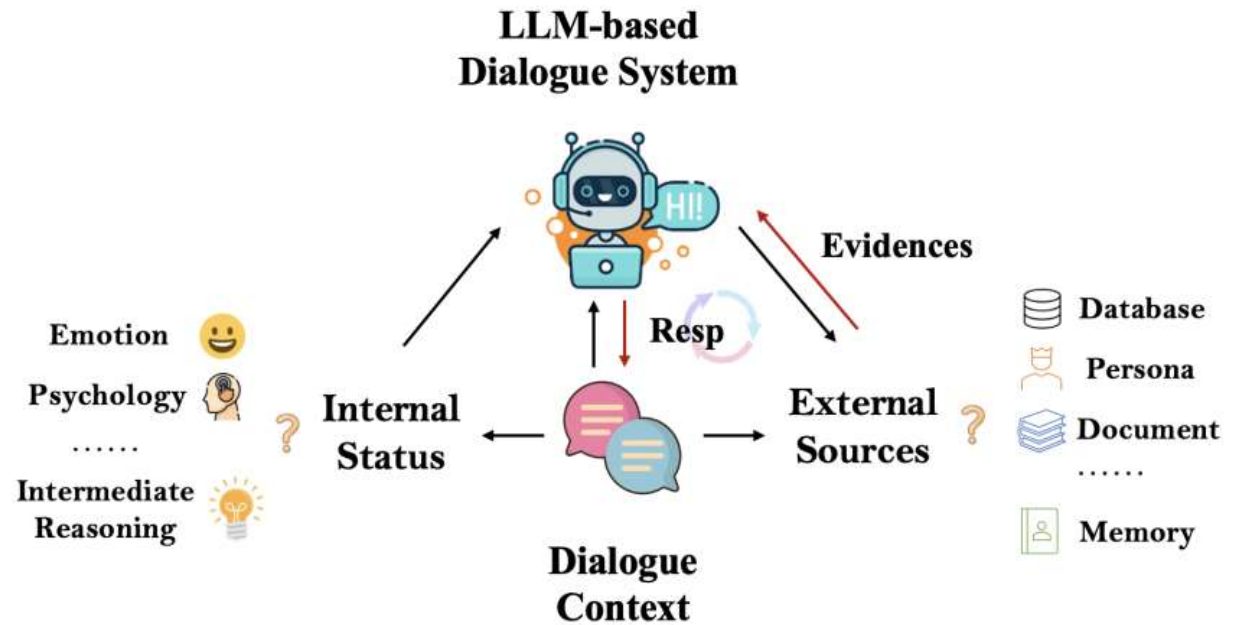 LLM-based
Dialogue System
HI!
Evidences
Resp
Emotion
Psychology
......
Intermediate
Reasoning
?
Internal
Status
External
Sources
?
Database
Persona
Document
......
Memory
Dialogue
Context